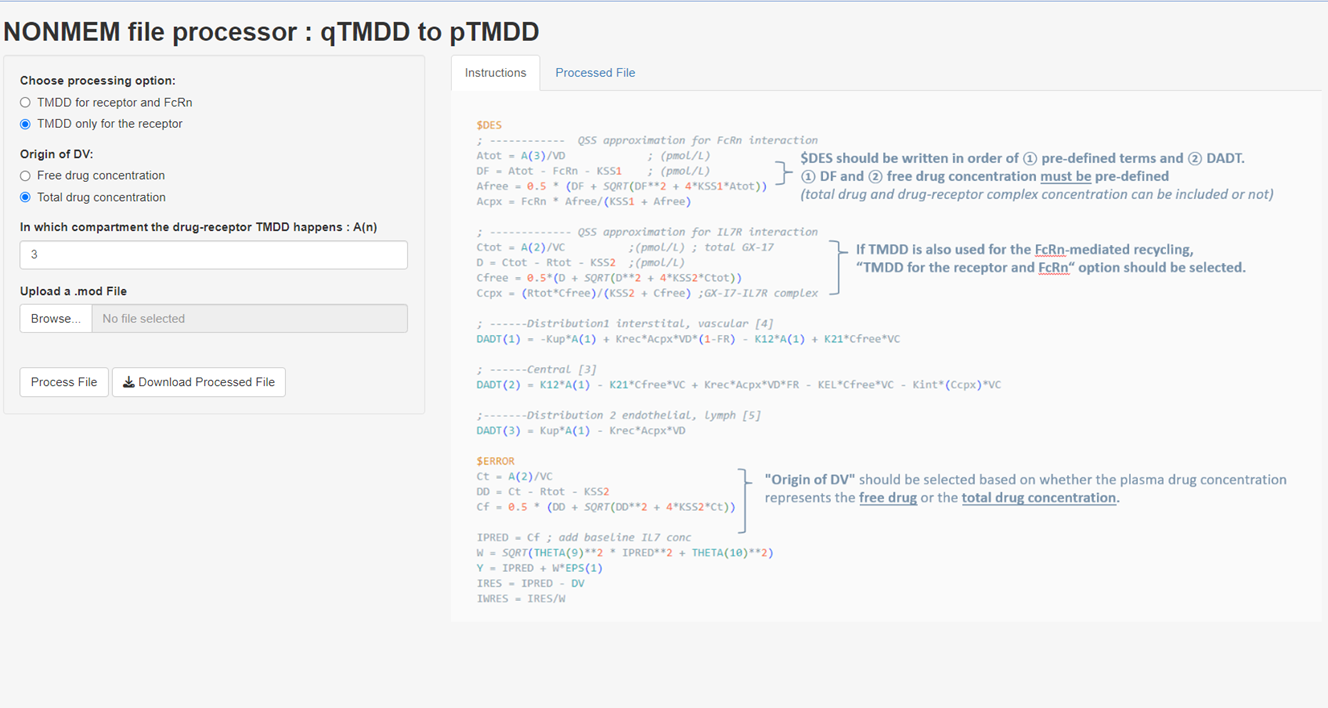 NONMEM file processor : qTMDD to pTMDD
Choose processing option:
TMDD for receptor and FcRn
TMDD only for the receptor
Origin of DV:
Free drug concentration
Total drug concentration
In which compartment the drug-receptor TMDD happens : A(n)
3
Upload a .mod File
Browse... No file selected
Process File Download Processed File
Instructions Processed File
$DES
; ------------ QSS approximation for FcRn interaction
Atot = A(3)/VD ; (pmol/L)
DF = Atot - FcRn - KSS1 ; (pmol/L)
Afree = 0.5 * (DF + SQRT(DF**2 + 4*KSS1*Atot))
Acpx = FcRn * Afree/(KSS1 + Afree)
$DES should be written in order of ① pre-defined terms and ② DADT.
① DF and ② free drug concentration must be pre-defined
(total drug and drug-receptor complex concentration can be included or not)
; ------------- QSS approximation for IL7R interaction
Ctot = A(2)/VC ;(pmol/L) ; total GX-17
D = Ctot - Rtot - KSS2 ;(pmol/L)
Cfree = 0.5*(D + SQRT(D**2 + 4*KSS2*Ctot))
Ccpx = (Rtot*Cfree)/(KSS2 + Cfree) ;GX-I7-IL7R complex
If TMDD is also used for the FcRn-mediated recycling,
“TMDD for the receptor and FcRn“ option should be selected.
; ------Distribution1 interstital, vascular [4]
DADT(1) = -Kup*A(1) + Krec*Acpx*VD*(1-FR) - K12*A(1) + K21*Cfree*VC
; ------Central [3]
DADT(2) = K12*A(1) - K21*Cfree*VC + Krec*Acpx*VD*FR - KEL*Cfree*VC - Kint*(Ccpx)*VC
;-------Distribution 2 endothelial, lymph [5]
DADT(3) = Kup*A(1) - Krec*Acpx*VD
$ERROR
Ct = A(2)/VC
DD = Ct - Rtot - KSS2
Cf = 0.5 * (DD + SQRT(DD**2 + 4*KSS2*Ct))
"Origin of DV" should be selected based on whether the plasma drug concentration
represents the free drug or the total drug concentration.
IPRED = Cf ; add baseline IL7 conc
W = SQRT(THETA(9)**2 * IPRED**2 + THETA(10)**2)
Y = IPRED + W*EPS(1)
IRES = IPRED - DV
IWRES = IRES/W